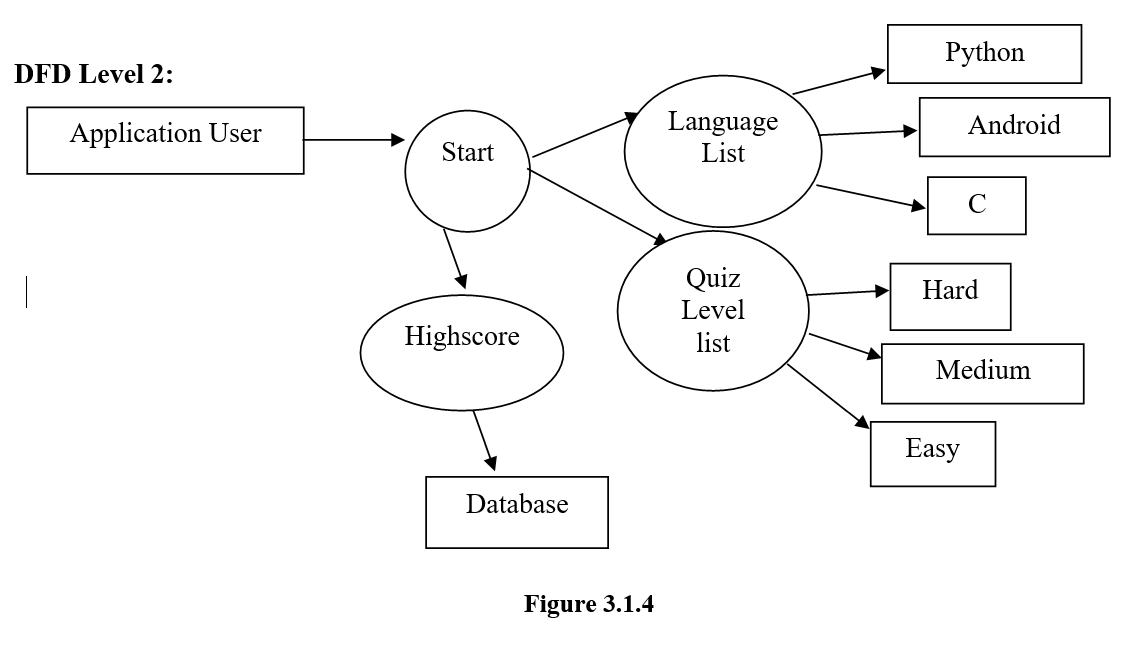 DFD Level 2:
Application User
Start
Language
List
Python
Android
C
Quiz
Level
list
Hard
Medium
Easy
Highscore
Database
Figure 3.1.4